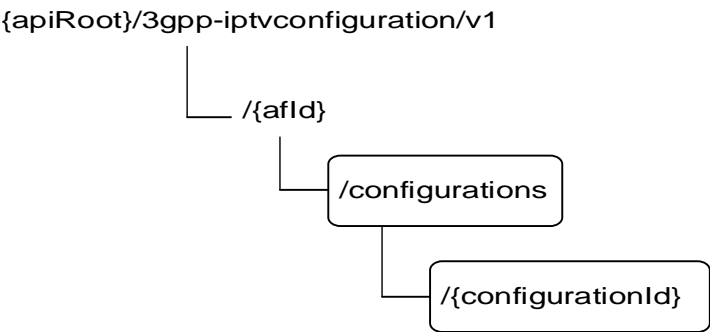 {apiRoot}/3gpp-iptvconfiguration/v1
/{afId}
/configurations
/{configurationId}